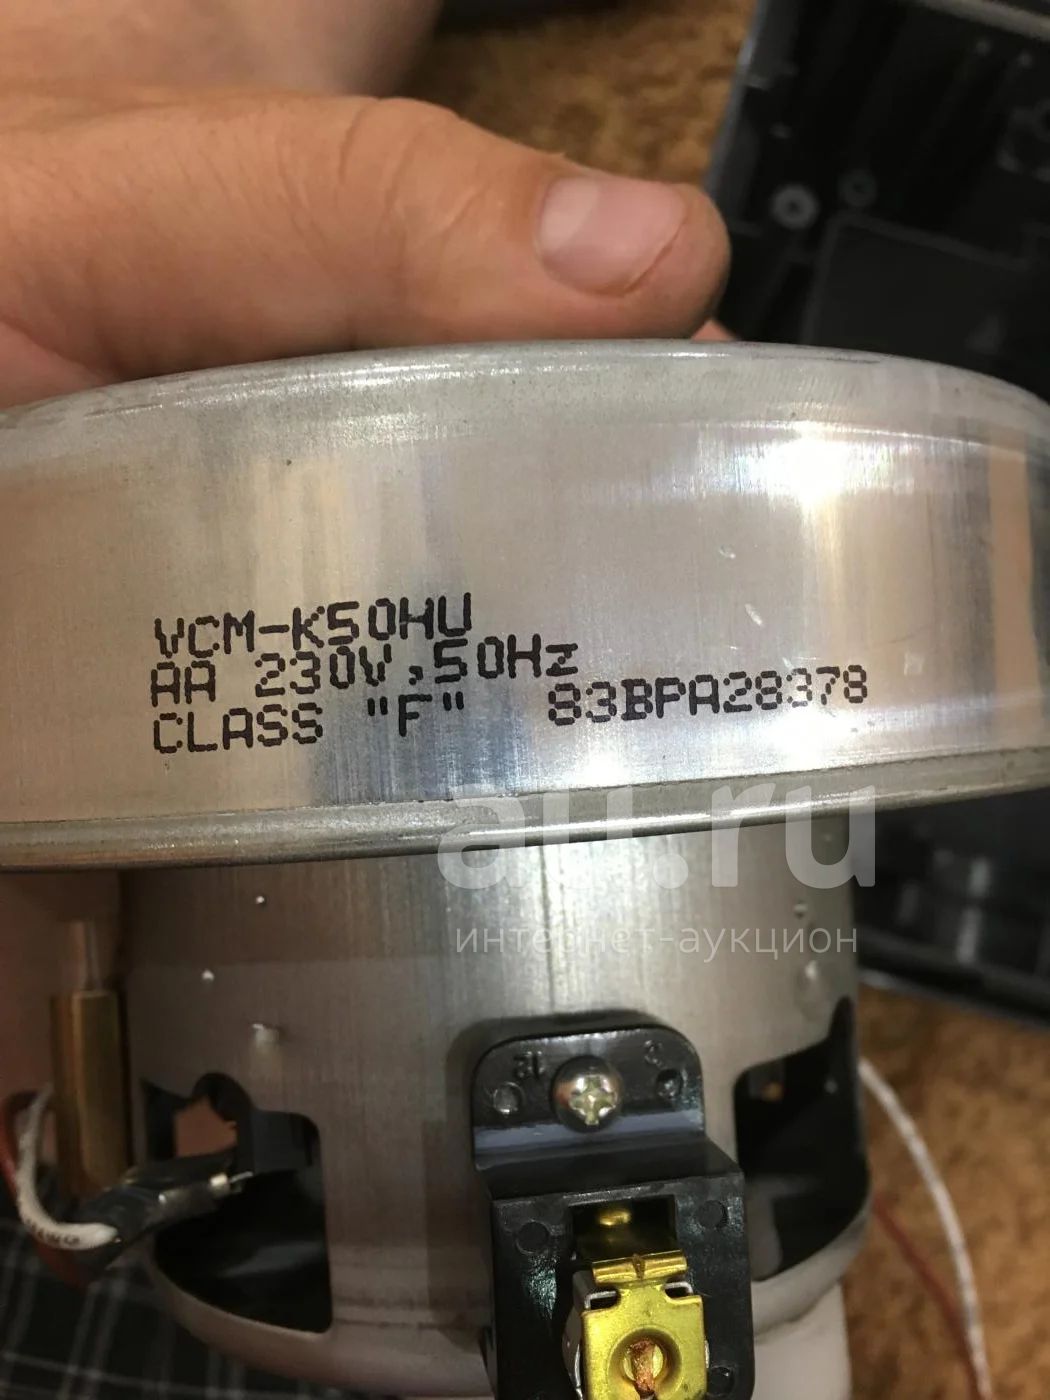 VCM-K50HU
AA 230V,50Hz
CLASS "F" 83BPA28378
au.ru
интернет-аукцион